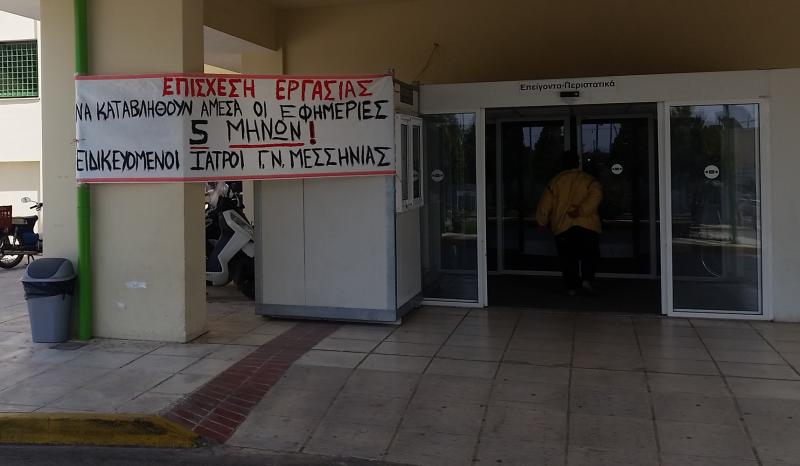 ΕΠΙΣΧΕΣΗ ΕΡΓΑΣΙΑΣ
ΝΑ ΚΑΤΑΒΛΗΘΟΥΝ ΑΜΕΣΑ ΟΙ ΕΦΗΜΕΡΙΕΣ
5 ΜΗΝΩΝ!
ΕΙΔΙΚΕΥΟΜΕΝΟΙ ΙΑΤΡΟΙ Γ.Ν. ΜΕΣΣΗΝΙΑΣ
Επείγοντα-Περιστατικά